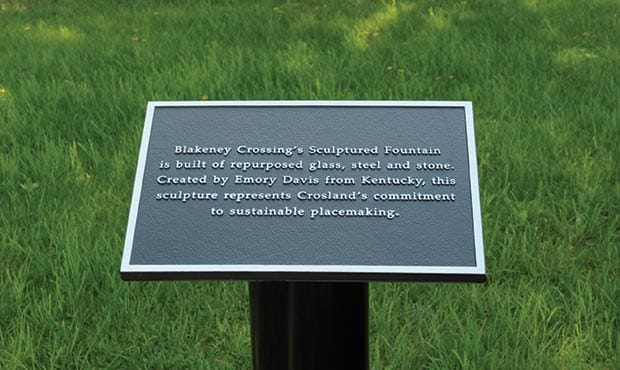 Blakeney Crossing's Sculptured Fountain
is built of repurposed glass, steel and stone.
Created by Emory Davis from Kentucky, this
sculpture represents Crosland's commitment
to sustainable placemaking.